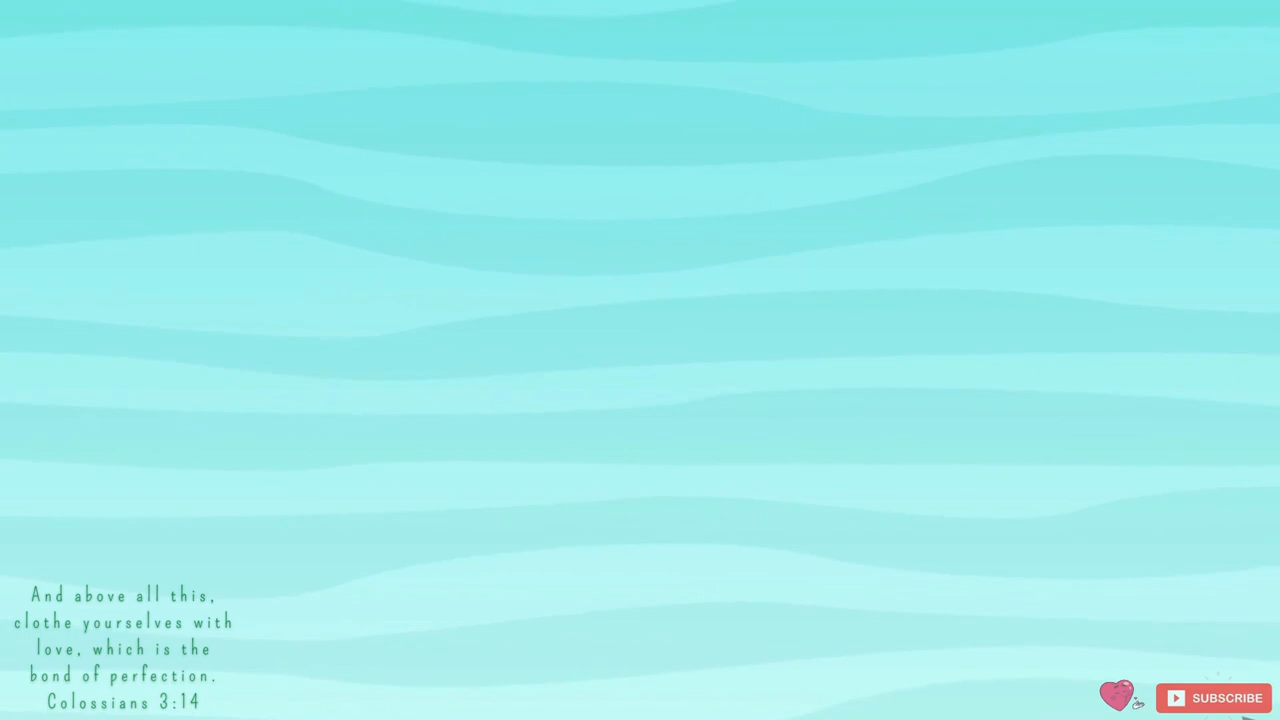 And above all this,
clothe yourselves with
love, which is the
bond of perfection.
Colossians 3:14
SUBSCRIBE